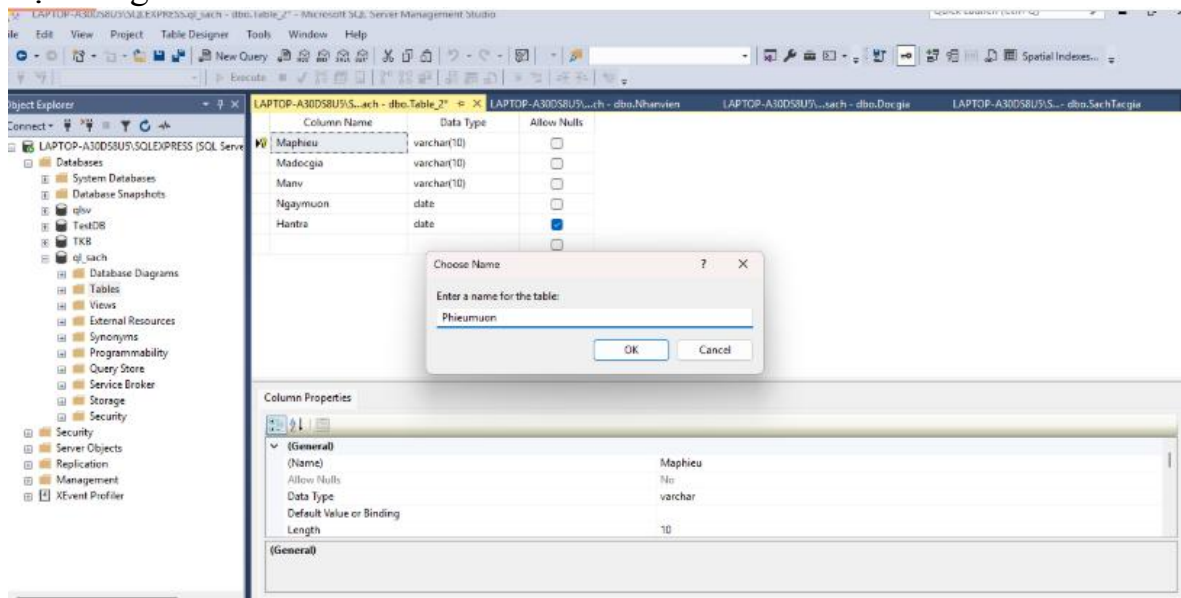 LAPTOP-A30DS8U5\SQLEXPRESS.ql_sach - dbo.Table_2* - Microsoft SQL Server Management Studio
Edit View Project Table Designer Tools Window Help
New Query
Execute
Spatial Indexes...
Object Explorer
LAPTOP-A30DS8U5\S...ach - dbo.Table_2*
LAPTOP-A30DS8U5\...ch - dbo.Nhanvien
LAPTOP-A30DS8U5\...sach - dbo.Docgia
LAPTOP-A30DS8U5\S...- dbo.SachTacgia
Connect
LAPTOP-A30DS8U5\SQLEXPRESS (SQL Serve
Databases
System Databases
Database Snapshots
qlsv
TestDB
TKB
ql_sach
Database Diagrams
Tables
Views
External Resources
Synonyms
Programmability
Query Store
Service Broker
Storage
Security
Security
Server Objects
Replication
Management
XEvent Profiler
Column Name Data Type Allow Nulls
Maphieu varchar(10)
Madocgia varchar(10)
Manv varchar(10)
Ngaymuon date
Hantra date
Choose Name ? X
Enter a name for the table:
Phieumuon
OK Cancel
Column Properties
(General)
(Name) Maphieu
Allow Nulls No
Data Type varchar
Default Value or Binding
Length 10
(General)